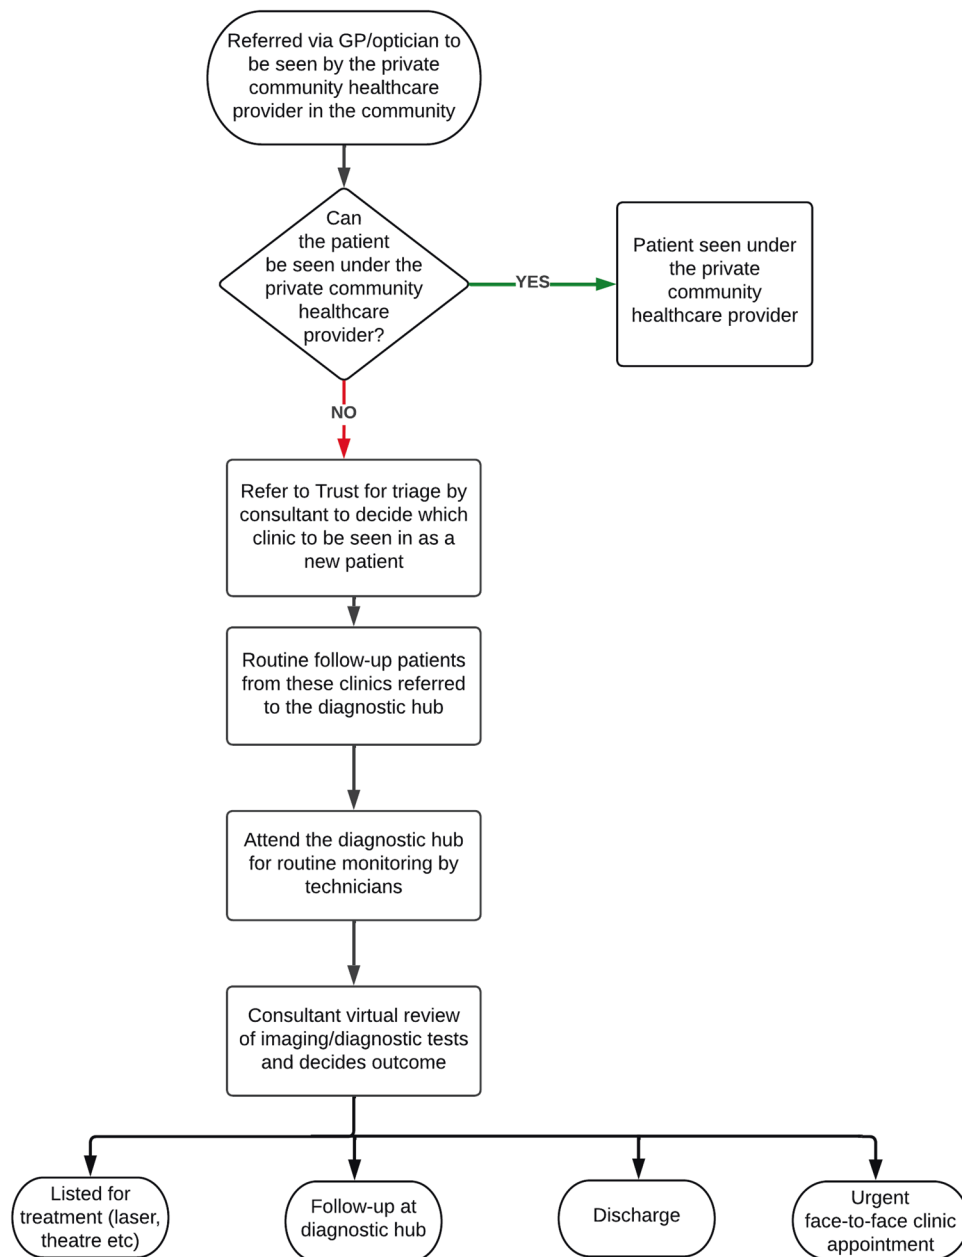 Referred via GP/optician to
be seen by the private
community healthcare
provider in the community
Can
the patient
be seen under the
private community
healthcare
provider?
YES
Patient seen under
the private
community
healthcare provider
NO
Refer to Trust for triage by
consultant to decide which
clinic to be seen in as a
new patient
Routine follow-up patients
from these clinics referred
to the diagnostic hub
Attend the diagnostic hub
for routine monitoring by
technicians
Consultant virtual review
of imaging/diagnostic tests
and decides outcome
Listed for
treatment (laser,
theatre etc)
Follow-up at
diagnostic hub
Discharge
Urgent
face-to-face clinic
appointment